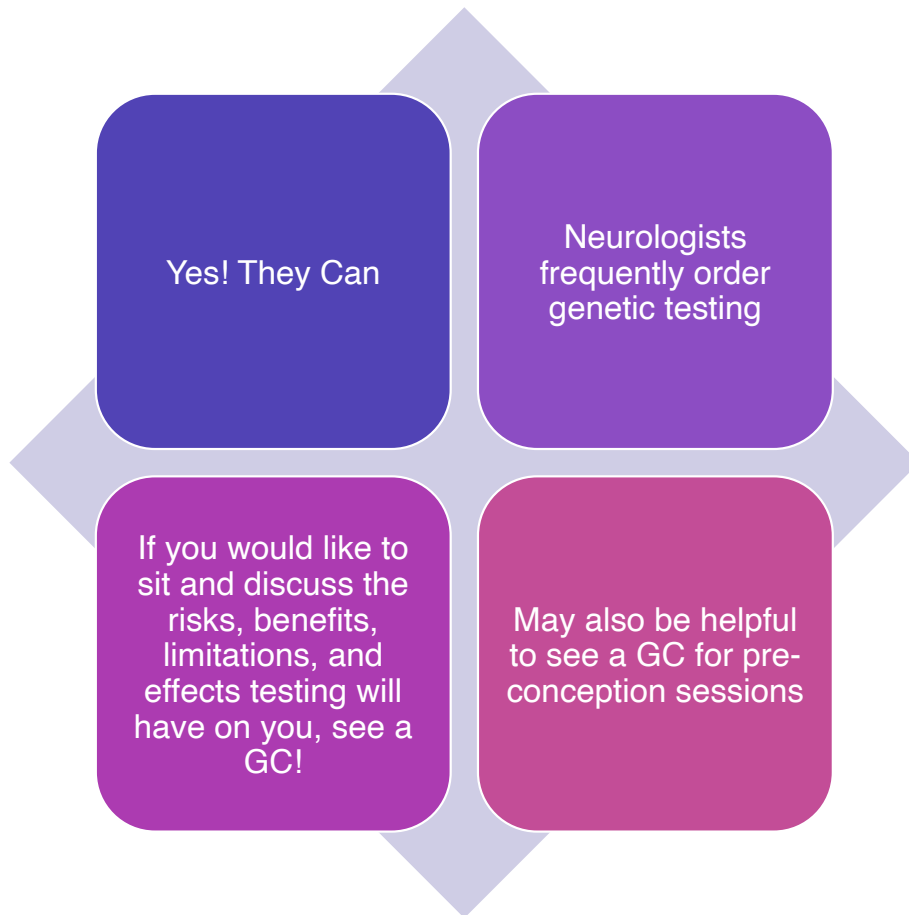 Yes! They Can
Neurologists
frequently order
genetic testing
If you would like to
sit and discuss the
risks, benefits,
limitations, and
effects testing will
have on you, see a
GC!
May also be helpful
to see a GC for pre-
conception sessions